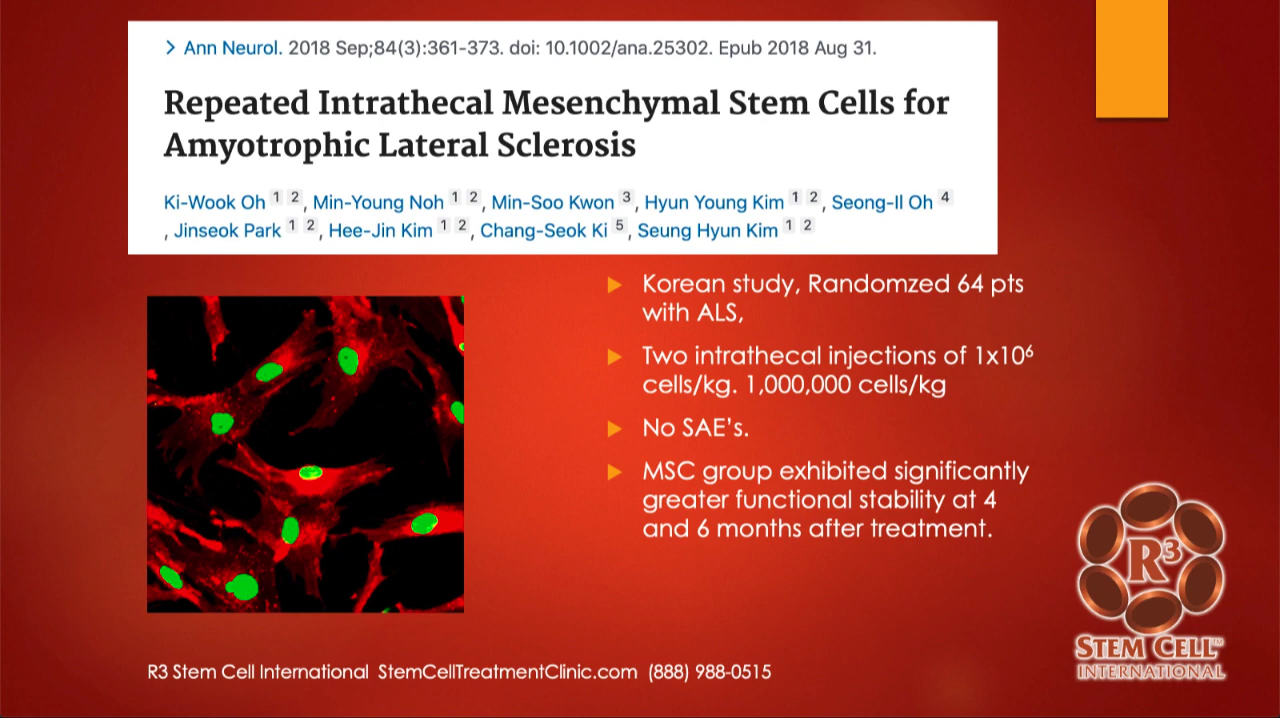 > Ann Neurol. 2018 Sep;84(3):361-373. doi: 10.1002/ana.25302. Epub 2018 Aug 31.
Repeated Intrathecal Mesenchymal Stem Cells for
Amyotrophic Lateral Sclerosis
Ki-Wook Oh 1 2, Min-Young Noh 1 2, Min-Soo Kwon 3, Hyun Young Kim 1 2, Seong-Il Oh 4
, Jinseok Park 1 2, Hee-Jin Kim 1 2, Chang-Seok Ki 5, Seung Hyun Kim 1 2
Korean study, Randomzed 64 pts
with ALS,
Two intrathecal injections of 1x10⁶
cells/kg. 1,000,000 cells/kg
No SAE's.
MSC group exhibited significantly
greater functional stability at 4
and 6 months after treatment.
R³
STEM CELL™
INTERNATIONAL
R3 Stem Cell International StemCellTreatmentClinic.com (888) 988-0515